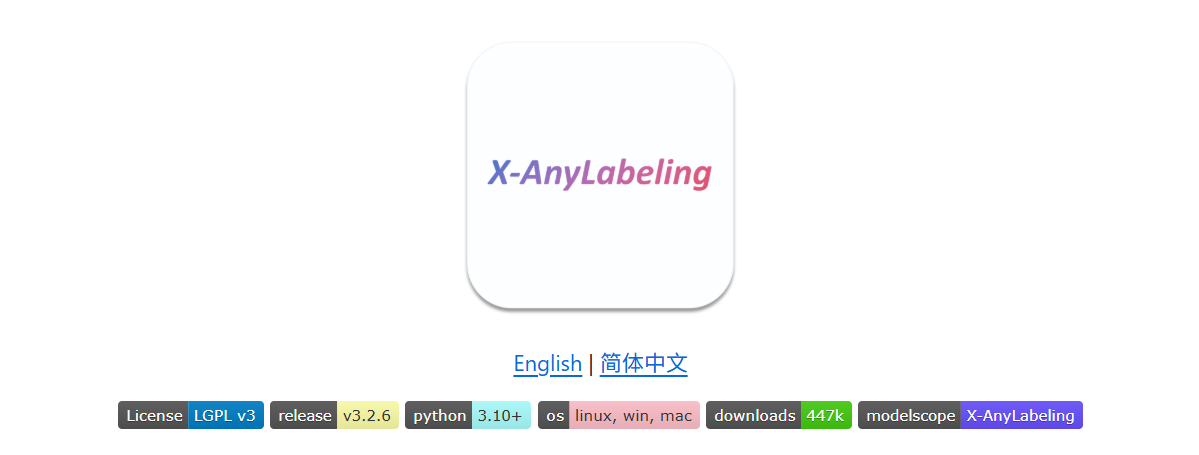 X-AnyLabeling
English | 简体中文
License LGPL v3 release v3.2.6 python 3.10+ os linux, win, mac downloads 447k modelscope X-AnyLabeling